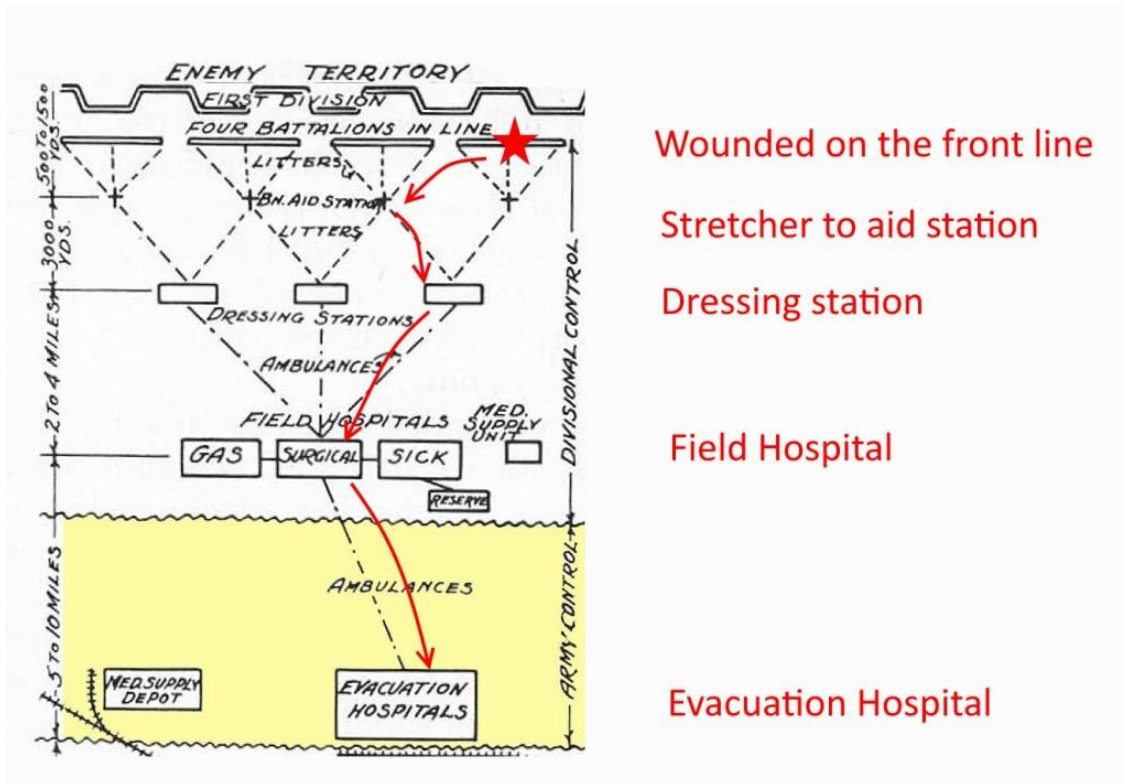 ENEMY TERRITORY
FIRST DIVISION
FOUR BATTALIONS IN LINE
LITTERS
BN. AID STATION
LITTERS
DRESSING STATIONS
AMBULANCES
FIELD HOSPITALS
MED. SUPPLY UNIT
GAS
SURGICAL
SICK
RESERVE
AMBULANCES
MED. SUPPLY DEPOT
EVACUATION HOSPITALS
500 TO 1500 YDS.
3000 YDS.
2 TO 4 MILES
5 TO 10 MILES
DIVISIONAL CONTROL
ARMY CONTROL
Wounded on the front line
Stretcher to aid station
Dressing station
Field Hospital
Evacuation Hospital